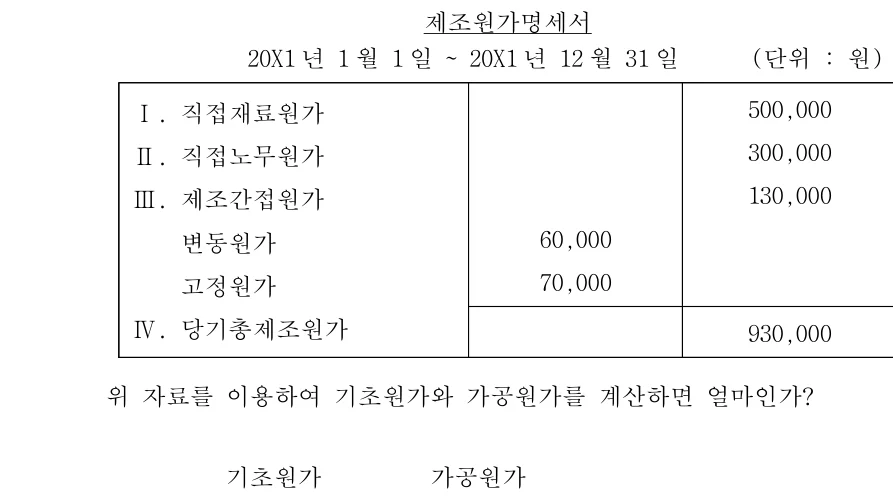 제조원가명세서
20X1년 1월 1일 ~ 20X1년 12월 31일 (단위 : 원)
Ⅰ. 직접재료원가 500,000
Ⅱ. 직접노무원가 300,000
Ⅲ. 제조간접원가 130,000
변동원가 60,000
고정원가 70,000
Ⅳ. 당기총제조원가 930,000
위 자료를 이용하여 기초원가와 가공원가를 계산하면 얼마인가?
기초원가 가공원가